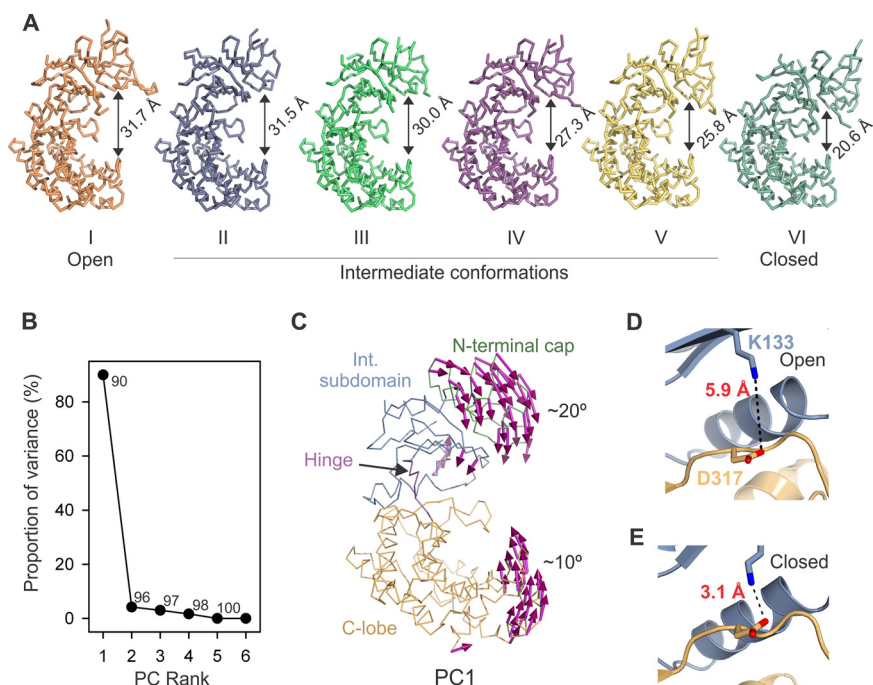 A
31.7 Å
31.5 Å
30.0 Å
27.3 Å
25.8 Å
20.6 Å
I
II
III
IV
V
VI
Open
Intermediate conformations
Closed
B
Proportion of variance (%)
80
60
40
20
0
90
96
97
98
100
1
2
3
4
5
6
PC Rank
C
Int.
subdomain
N-terminal cap
~20º
Hinge
~10º
C-lobe
PC1
D
K133
Open
5.9 Å
D317
E
Closed
3.1 Å